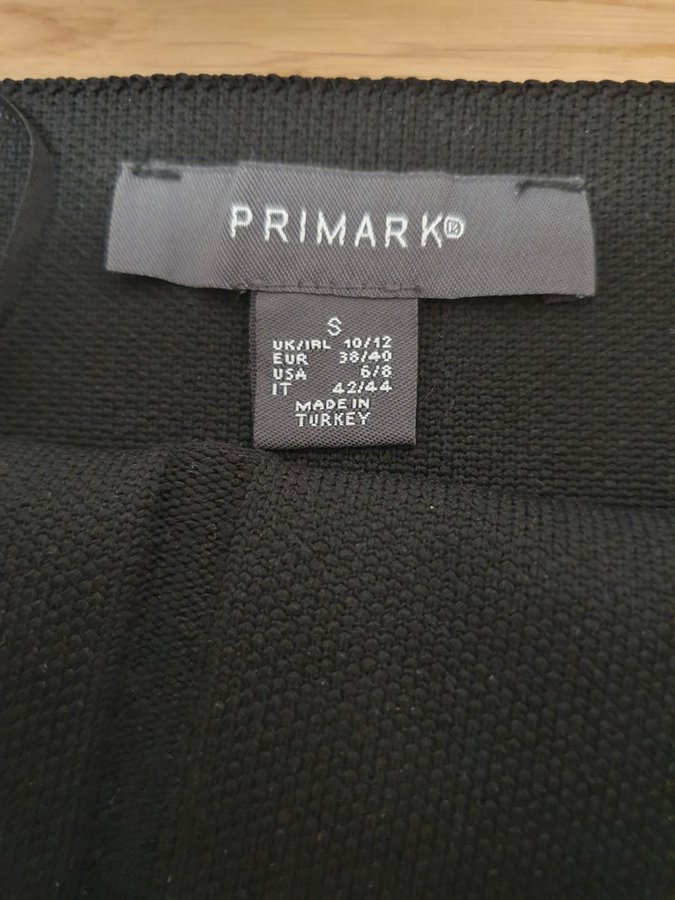 PRIMARK®
S
UK/IRL 10/12
EUR 38/40
USA 6/8
IT 42/44
MADE IN
TURKEY